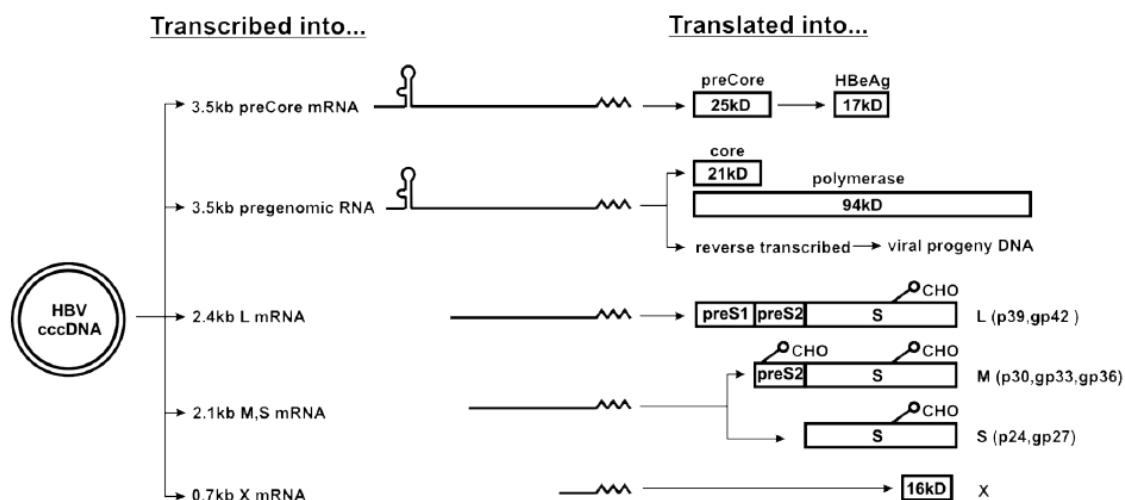 Transcribed into...
Translated into...
3.5kb preCore mRNA
preCore
25kD
HBeAg
17kD
3.5kb pregenomic RNA
core
21kD
polymerase
94kD
reverse transcribed
viral progeny DNA
HBV
cccDNA
2.4kb L mRNA
preS1
preS2
S
CHO
L (p39,gp42 )
2.1kb M,S mRNA
CHO
CHO
preS2
S
M (p30,gp33,gp36)
CHO
S
S (p24,gp27)
0.7kb X mRNA
16kD
X